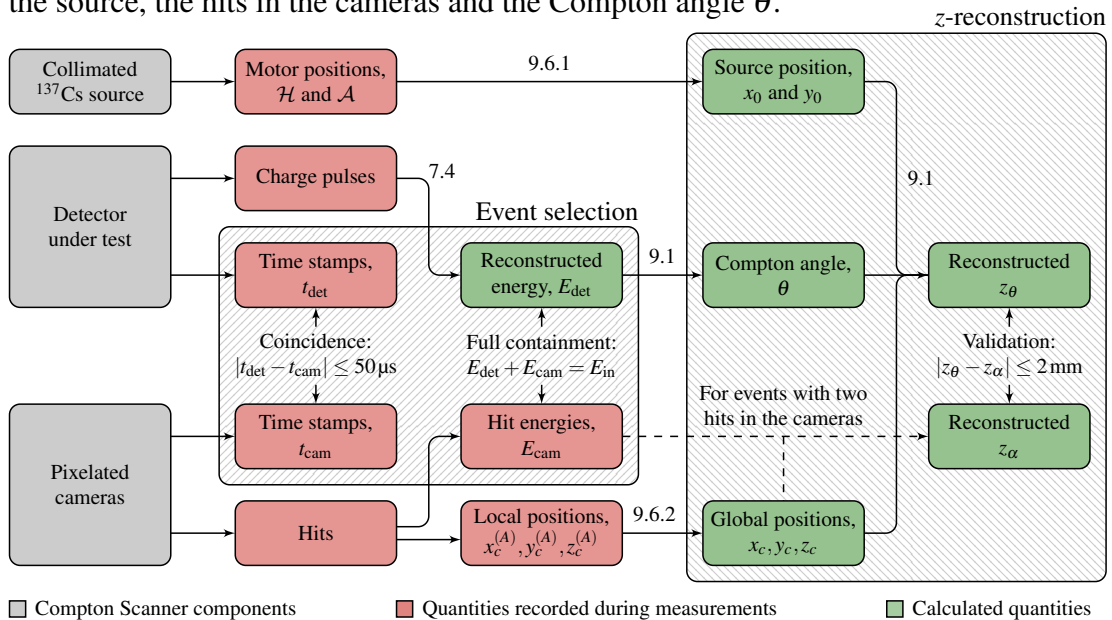 the source, the hits in the cameras and the Compton angle θ.
z-reconstruction
Collimated
¹³⁷Cs source
Motor positions,
ℋ and 𝒜
9.6.1
Source position,
x₀ and y₀
Detector
under test
Charge pulses
7.4
9.1
Event selection
Time stamps,
t_det
Reconstructed
energy, E_det
9.1
Compton angle,
θ
Reconstructed
z_θ
Coincidence:
|t_det − t_cam| ≤ 50 µs
Full containment:
E_det + E_cam = E_in
Validation:
|z_θ − z_α| ≤ 2 mm
For events with two
hits in the cameras
Pixelated
cameras
Time stamps,
t_cam
Hit energies,
E_cam
Reconstructed
z_α
Hits
Local positions,
x_c^(A), y_c^(A), z_c^(A)
9.6.2
Global positions,
x_c, y_c, z_c
Compton Scanner components
Quantities recorded during measurements
Calculated quantities